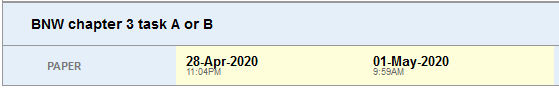 BNW chapter 3 task A or B
PAPER 28-Apr-2020 01-May-2020
11:04PM 9:59AM